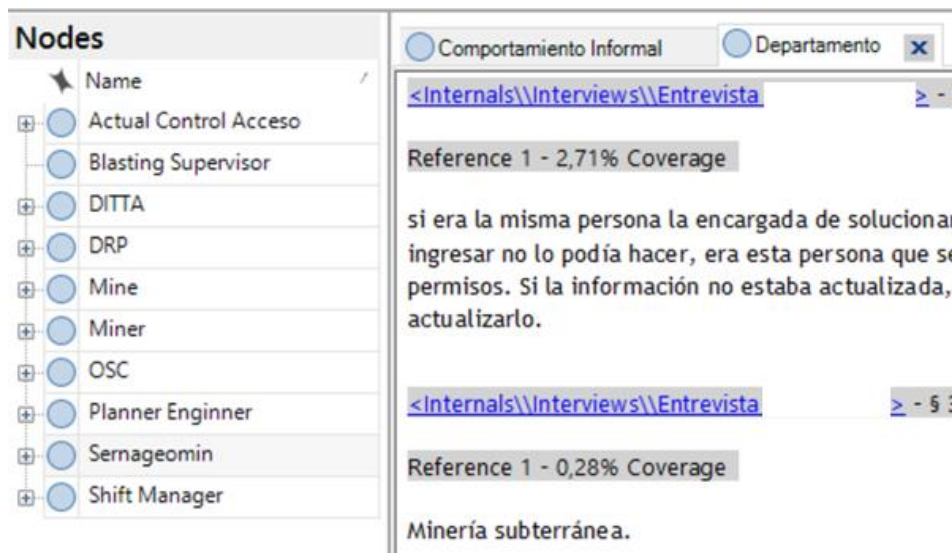 Nodes
Name
Actual Control Acceso
Blasting Supervisor
DITTA
DRP
Mine
Miner
OSC
Planner Enginner
Sernageomin
Shift Manager
Comportamiento Informal
Departamento
<Internals\\Interviews\\Entrevista > -
Reference 1 - 2,71% Coverage
si era la misma persona la encargada de solucionar
ingresar no lo podía hacer, era esta persona que se
permisos. Si la información no estaba actualizada,
actualizarlo.
<Internals\\Interviews\\Entrevista > - § 3
Reference 1 - 0,28% Coverage
Minería subterránea.